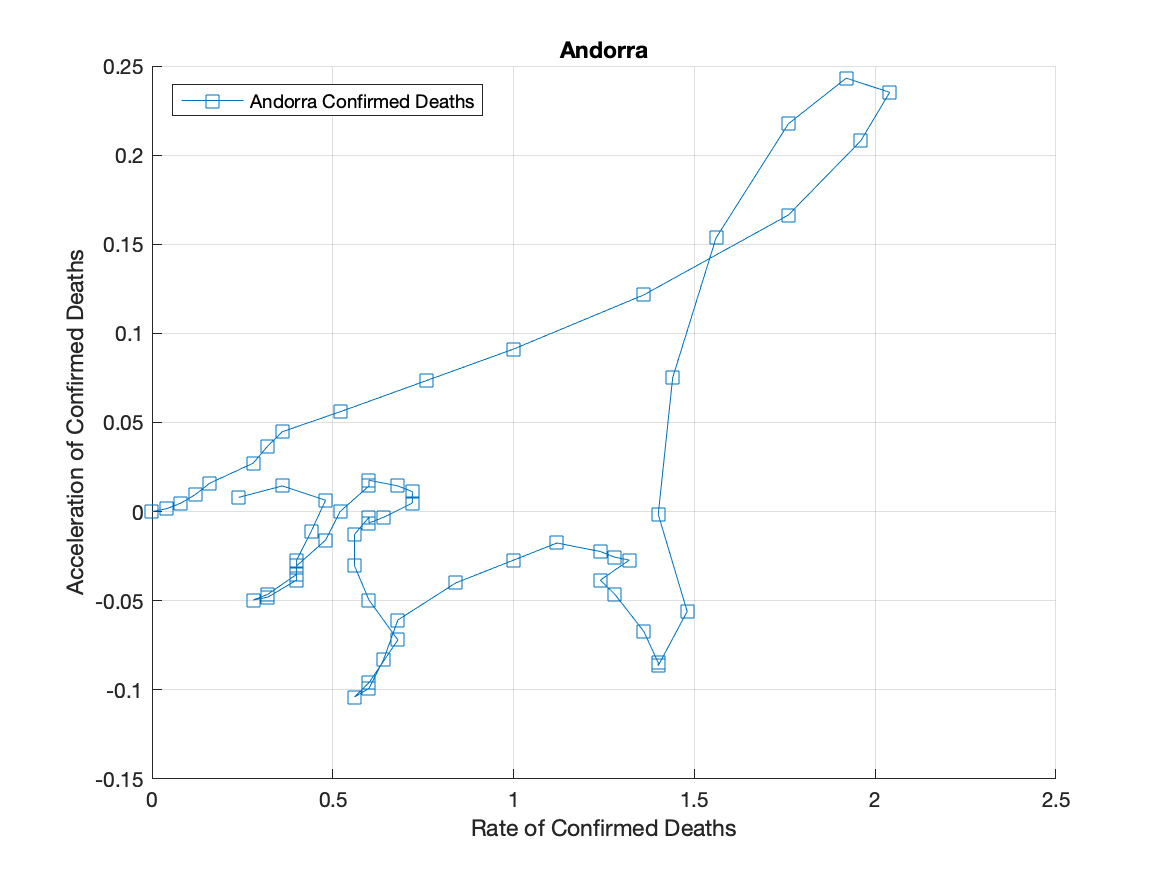 Andorra
Andorra Confirmed Deaths
0.25
0.2
0.15
0.1
0.05
0
-0.05
-0.1
-0.15
Acceleration of Confirmed Deaths
0 0.5 1 1.5 2 2.5
Rate of Confirmed Deaths